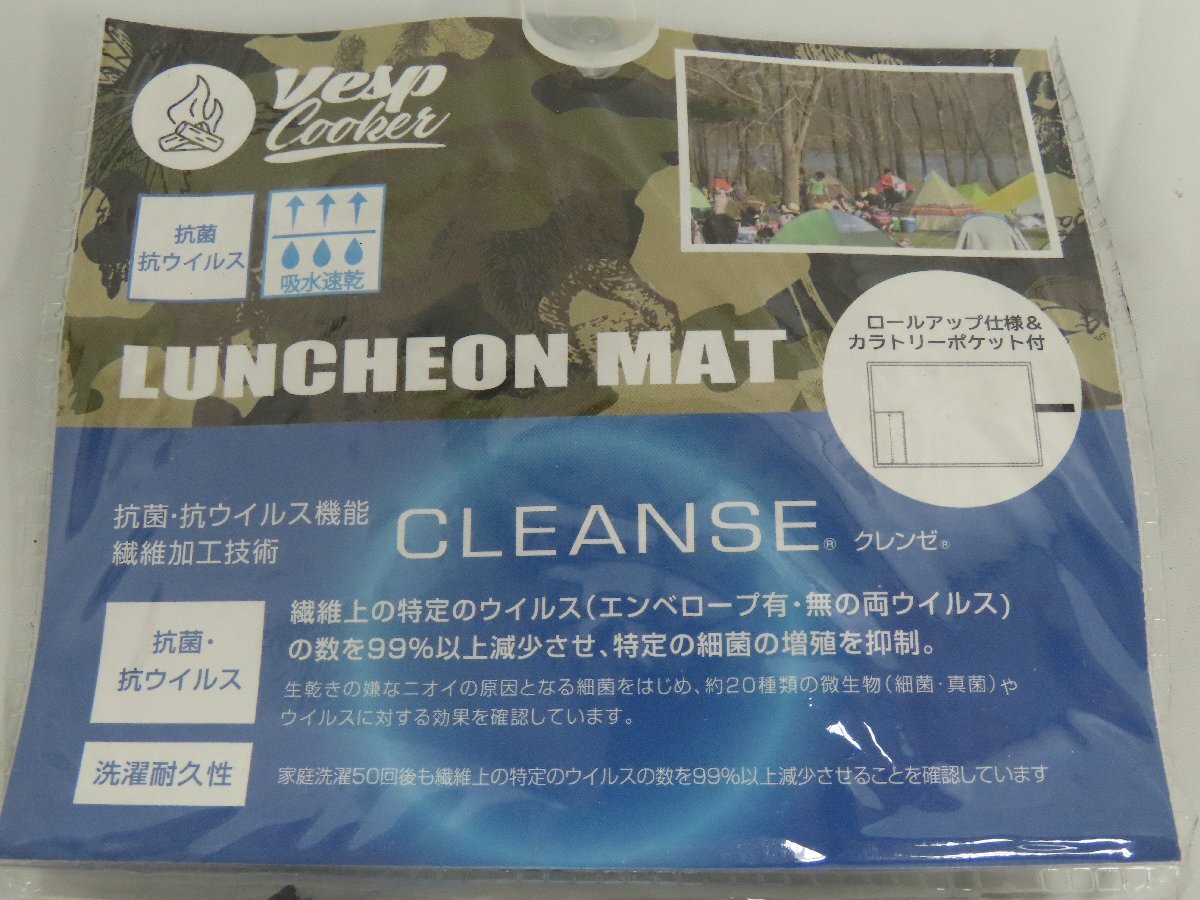 Vesp
Cooker
抗菌
抗ウイルス
吸水速乾
LUNCHEON MAT
ロールアップ仕様&
カラトリーポケット付
抗菌・抗ウイルス機能
繊維加工技術
CLEANSE® クレンゼ®
抗菌・
抗ウイルス
繊維上の特定のウイルス(エンベロープ有・無の両ウイルス)
の数を99%以上減少させ、特定の細菌の増殖を抑制。
生乾きの嫌なニオイの原因となる細菌をはじめ、約20種類の微生物(細菌・真菌)や
ウイルスに対する効果を確認しています。
洗濯耐久性
家庭洗濯50回後も繊維上の特定のウイルスの数を99%以上減少させることを確認しています